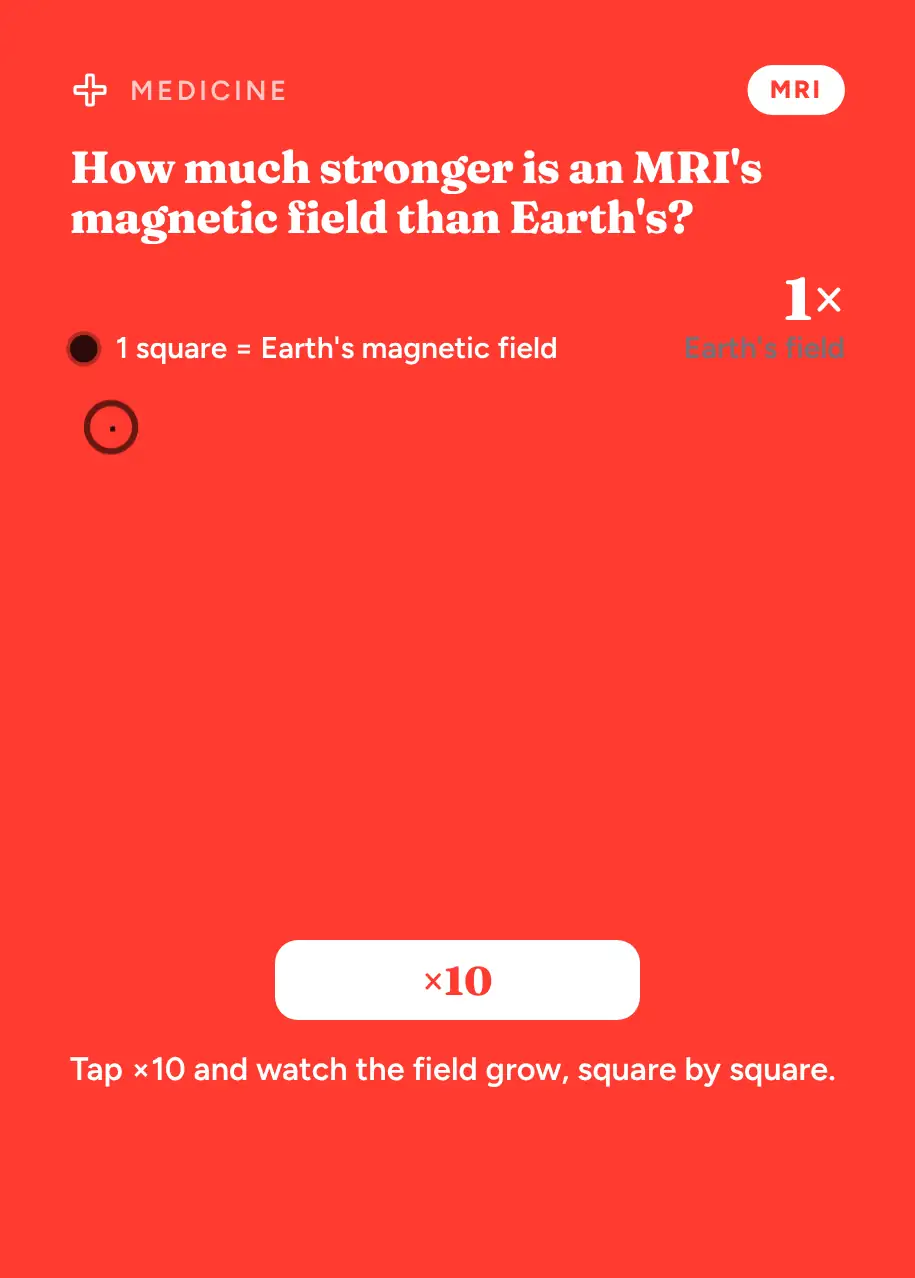 MEDICINE
MRI
How much stronger is an MRI's
magnetic field than Earth's?
1×
1 square = Earth's magnetic field
Earth's field
×10
Tap ×10 and watch the field grow, square by square.